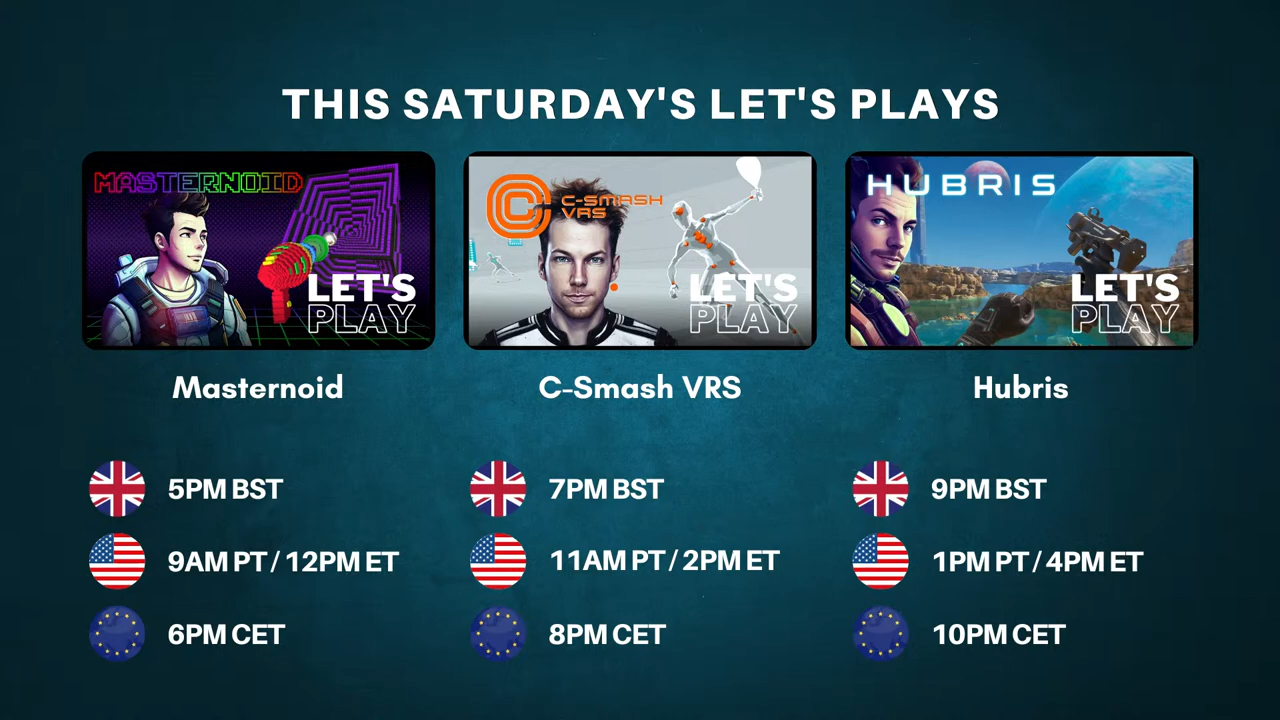 THIS SATURDAY'S LET'S PLAYS
MASTERNOID
LET'S
PLAY
C-SMASH
VRS
LET'S
PLAY
HUBRIS
LET'S
PLAY
Masternoid
C-Smash VRS
Hubris
5PM BST
7PM BST
9PM BST
9AM PT / 12PM ET
11AM PT / 2PM ET
1PM PT / 4PM ET
6PM CET
8PM CET
10PM CET